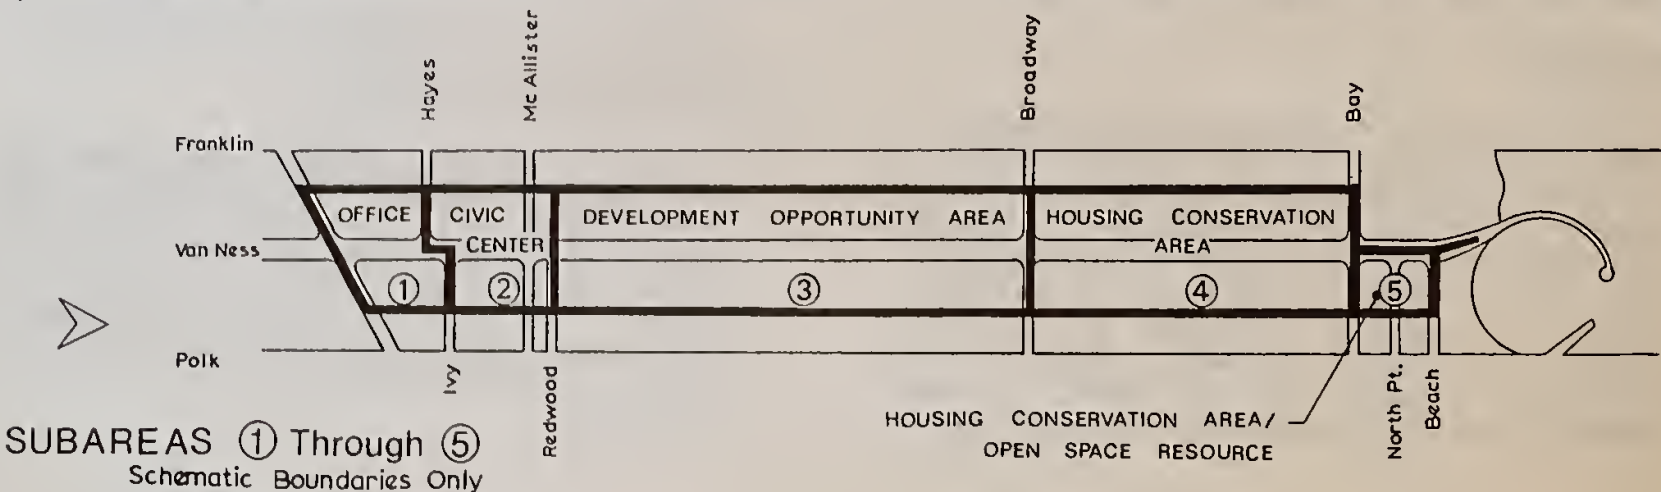 Hayes
Mc Allister
Broadway
Bay
Franklin
OFFICE
CIVIC
CENTER
DEVELOPMENT OPPORTUNITY AREA
HOUSING CONSERVATION
AREA
Van Ness
①
②
③
④
⑤
Polk
Ivy
Redwood
North Pt.
Beach
HOUSING CONSERVATION AREA/
OPEN SPACE RESOURCE
SUBAREAS ① Through ⑤
Schematic Boundaries Only